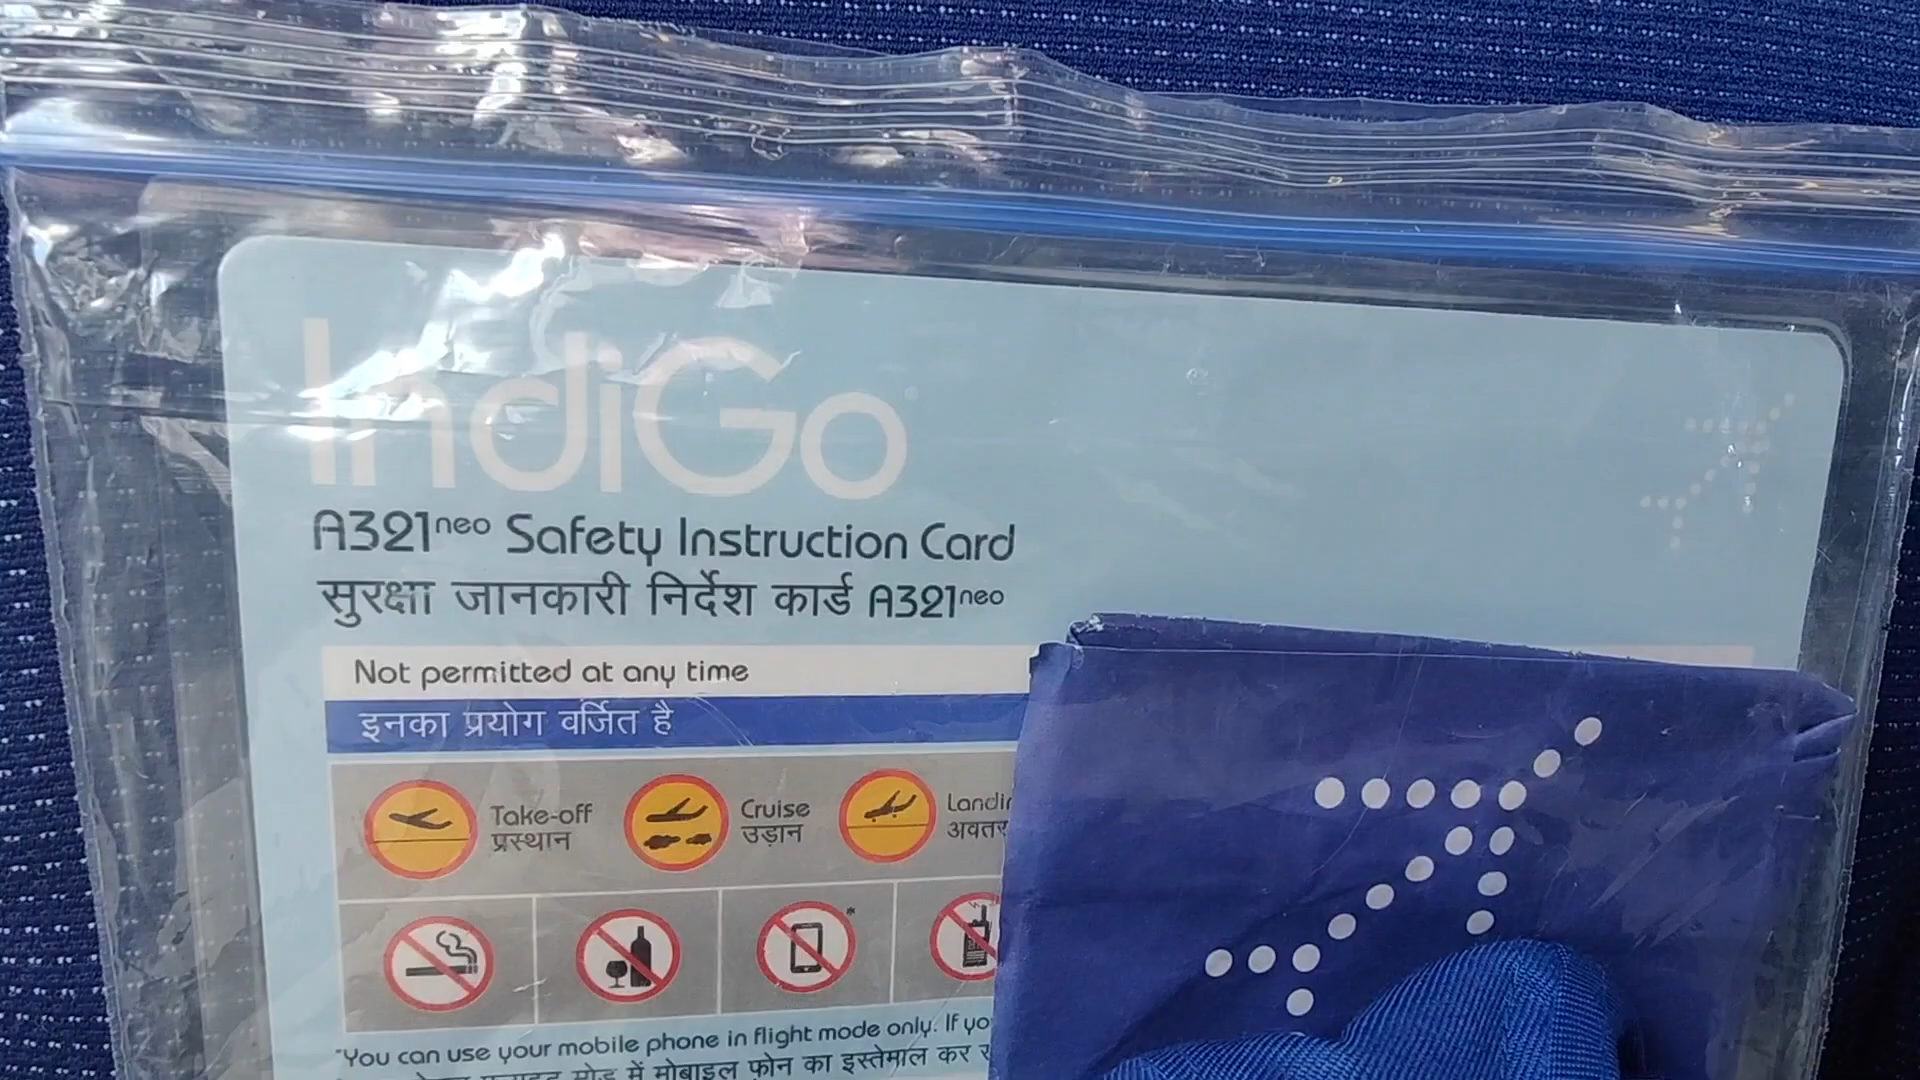 IndiGo
A321neo Safety Instruction Card
सुरक्षा जानकारी निर्देश कार्ड A321neo
Not permitted at any time
इनका प्रयोग वर्जित है
Take-off
प्रस्थान
Cruise
उड़ान
*
*You can use your mobile phone in flight mode only. If
में मोबाइल फोन का इस्तेमाल कर